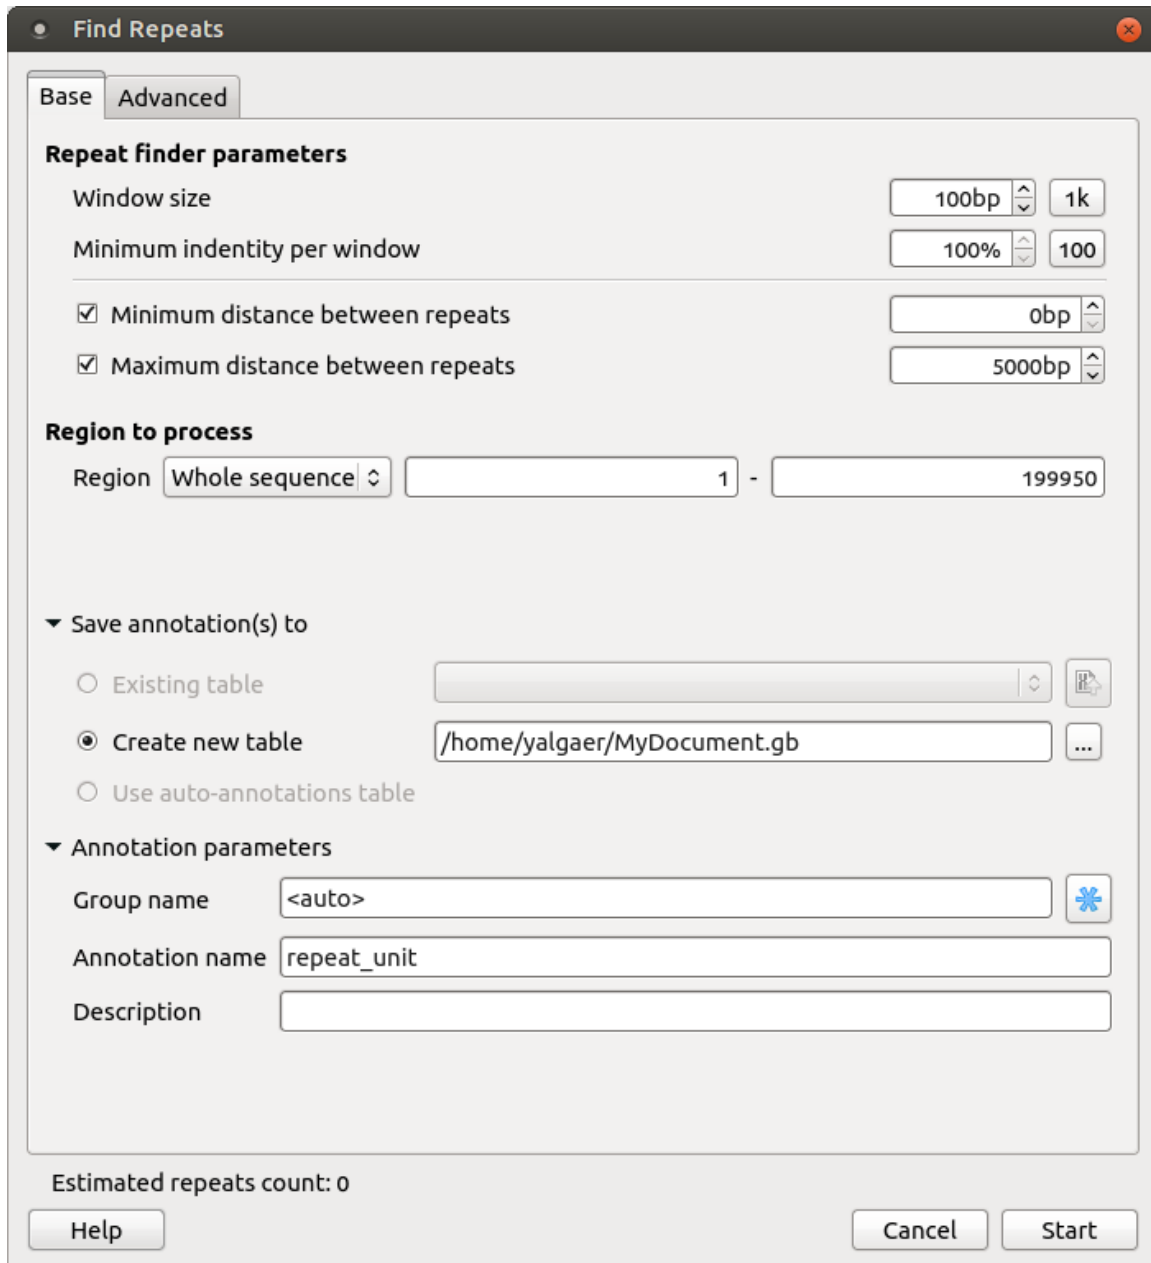 Find Repeats
Base Advanced
Repeat finder parameters
Window size 100bp 1k
Minimum indentity per window 100% 100
Minimum distance between repeats 0bp
Maximum distance between repeats 5000bp
Region to process
Region Whole sequence 1 - 199950
Save annotation(s) to
Existing table
Create new table /home/yalgaer/MyDocument.gb ...
Use auto-annotations table
Annotation parameters
Group name <auto>
Annotation name repeat_unit
Description
Estimated repeats count: 0
Help Cancel Start